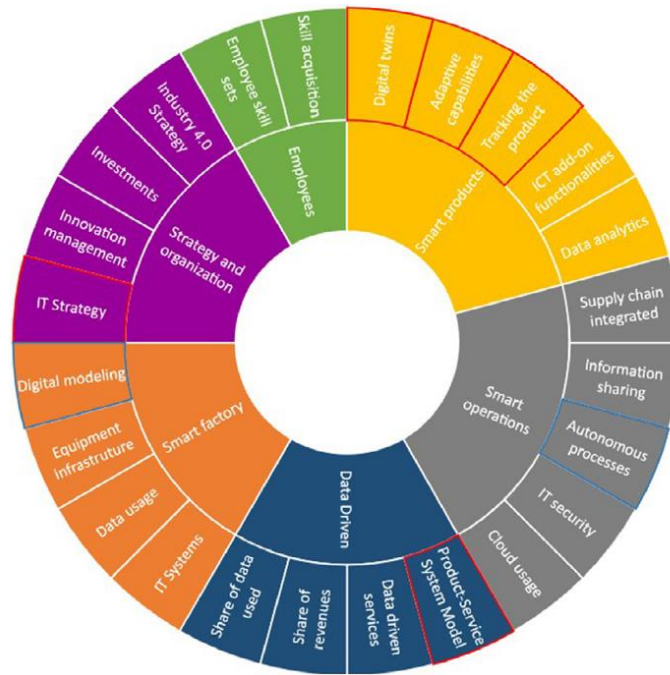 Employees
Skill acquisition
Employee skill
sets
Smart products
Digital twins
Adaptive
capabilities
Tracking the
product
ICT add-on
functionalities
Data analytics
Smart
operations
Supply chain
integrated
Information
sharing
Autonomous
processes
IT security
Cloud usage
Data Driven
Product-Service
System Model
Data driven
services
Share of
revenues
Share of data
used
Smart factory
IT Systems
Data usage
Equipment
Infrastruture
Digital modeling
Strategy and
organization
IT Strategy
Innovation
management
Investments
Industry 4.0
Strategy